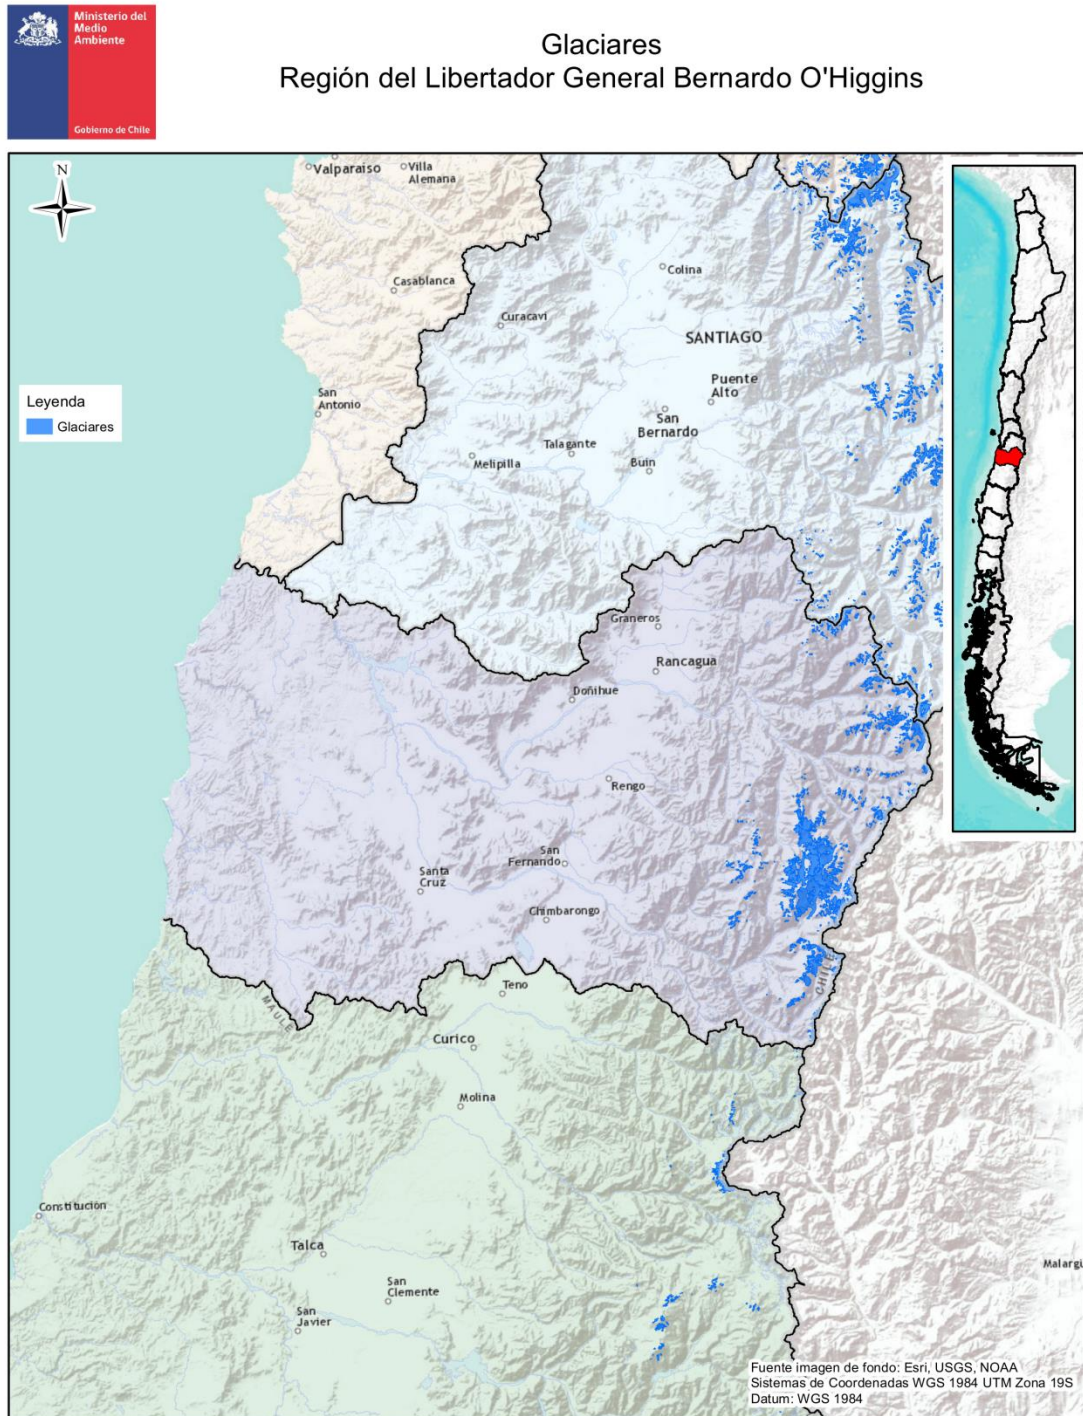 Ministerio del
Medio
Ambiente
Gobierno de Chile
Glaciares
Región del Libertador General Bernardo O'Higgins
N
Valparaiso
Villa
Alemana
Casablanca
Colina
Curacavi
SANTIAGO
Puente
Alto
San
Antonio
San
Bernardo
Leyenda
Glaciares
Talagante
Melipilla
Buin
Graneros
Rancagua
Doñihue
Rengo
San
Fernando
Santa
Cruz
Chimbarongo
CHILE
Teno
MAULE
Curico
Molina
Constitución
Talca
San
Clemente
San
Javier
Fuente imagen de fondo: Esri, USGS, NOAA
Sistemas de Coordenadas WGS 1984 UTM Zona 19S
Datum: WGS 1984